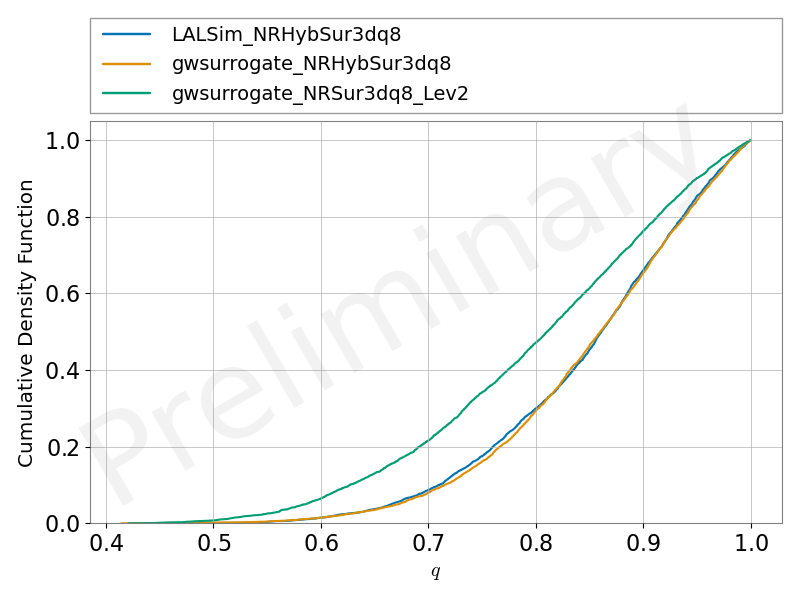 LALSim_NRHybSur3dq8
gwsurrogate_NRHybSur3dq8
gwsurrogate_NRSur3dq8_Lev2
Preliminary
Cumulative Density Function
1.0
0.8
0.6
0.4
0.2
0.0
0.4 0.5 0.6 0.7 0.8 0.9 1.0
q